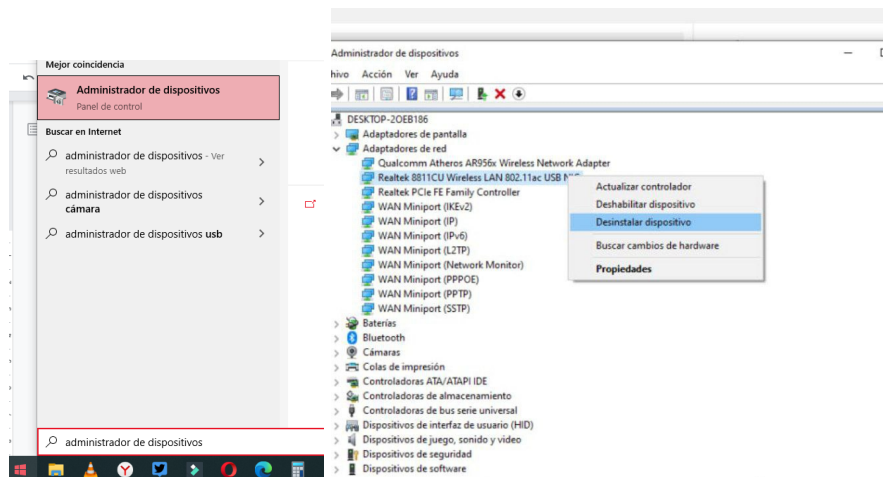 Mejor coincidencia
Administrador de dispositivos
Panel de control
Buscar en Internet
administrador de dispositivos - Ver
resultados web
administrador de dispositivos
cámara
administrador de dispositivos usb
administrador de dispositivos
Administrador de dispositivos
hivo Acción Ver Ayuda
DESKTOP-2OEB186
Adaptadores de pantalla
Adaptadores de red
Qualcomm Atheros AR956x Wireless Network Adapter
Realtek 8811CU Wireless LAN 802.11ac USB NIC
Realtek PCIe FE Family Controller
WAN Miniport (IKEv2)
WAN Miniport (IP)
WAN Miniport (IPv6)
WAN Miniport (L2TP)
WAN Miniport (Network Monitor)
WAN Miniport (PPPOE)
WAN Miniport (PPTP)
WAN Miniport (SSTP)
Baterías
Bluetooth
Cámaras
Colas de impresión
Controladoras ATA/ATAPI IDE
Controladoras de almacenamiento
Controladoras de bus serie universal
Dispositivos de interfaz de usuario (HID)
Dispositivos de juego, sonido y vídeo
Dispositivos de seguridad
Dispositivos de software
Actualizar controlador
Deshabilitar dispositivo
Desinstalar dispositivo
Buscar cambios de hardware
Propiedades